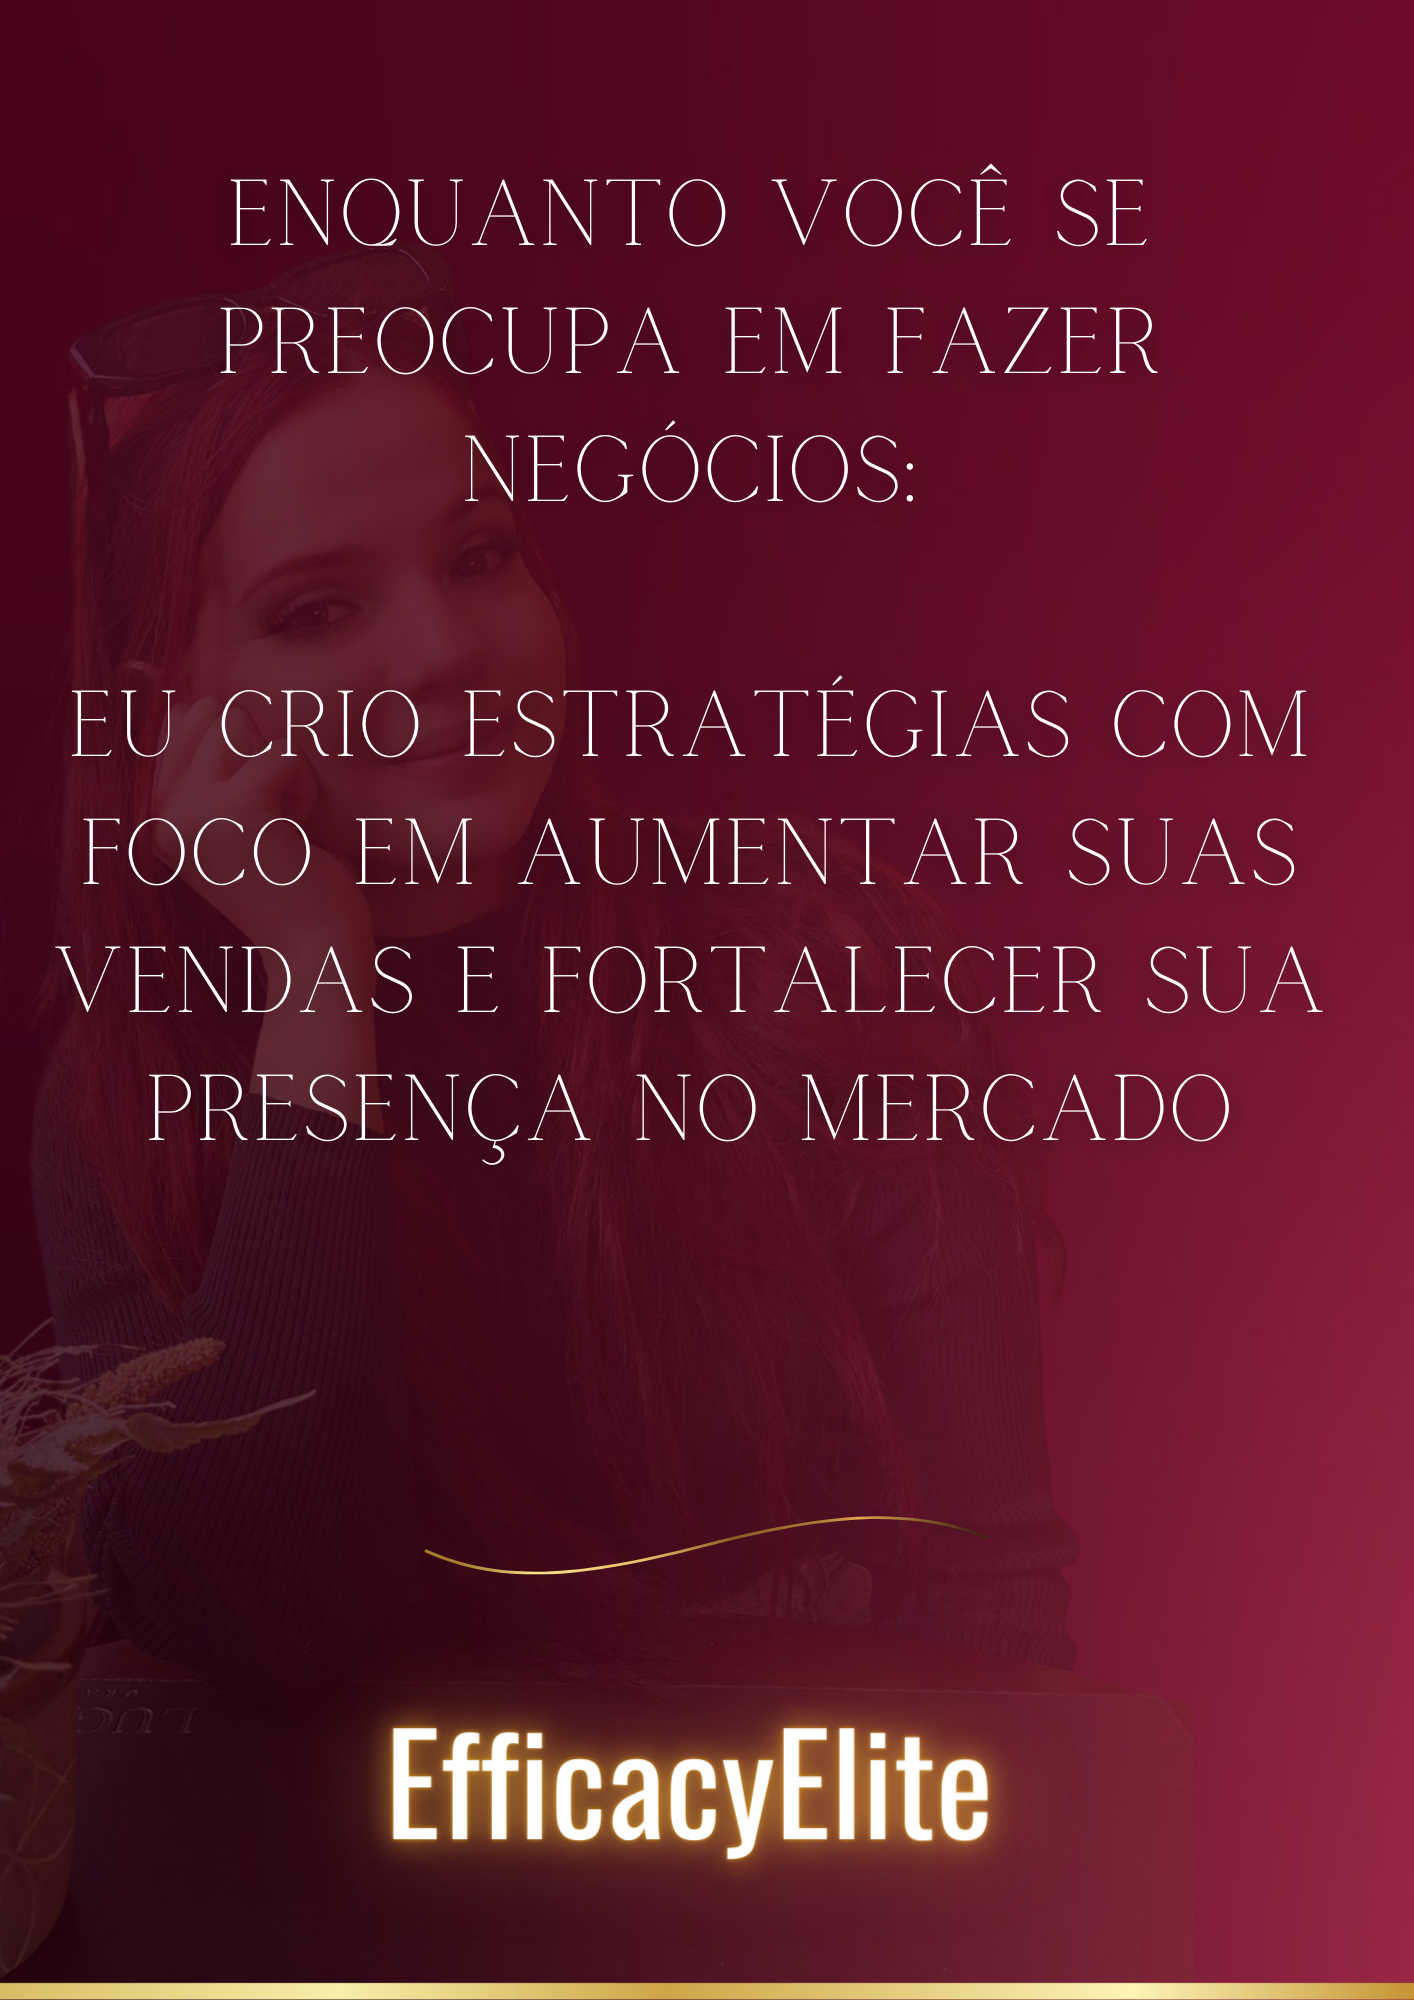 ENQUANTO VOCÊ SE
PREOCUPA EM FAZER
NEGÓCIOS:
EU CRIO ESTRATÉGIAS COM
FOCO EM AUMENTAR SUAS
VENDAS E FORTALECER SUA
PRESENÇA NO MERCADO
EfficacyElite